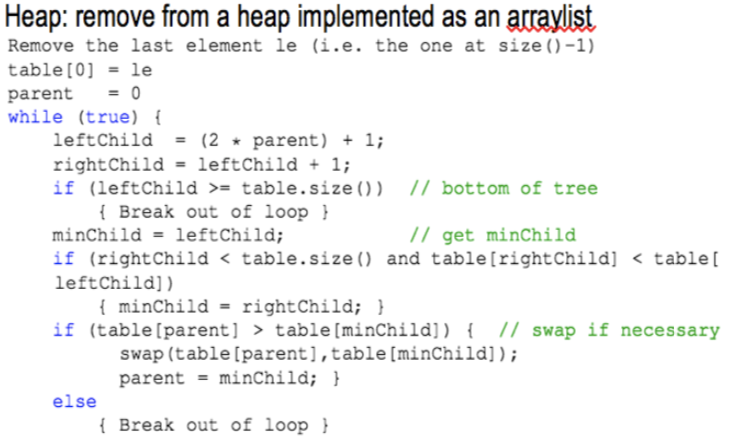 Heap: remove from a heap implemented as an arraylist
Remove the last element le (i.e. the one at size()-1)
table[0] = le
parent   = 0
while (true) {
    leftChild  = (2 * parent) + 1;
    rightChild = leftChild + 1;
    if (leftChild >= table.size())  // bottom of tree
        { Break out of loop }
    minChild = leftChild;           // get minChild
    if (rightChild < table.size() and table[rightChild] < table[
    leftChild])
        { minChild = rightChild; }
    if (table[parent] > table[minChild]) {  // swap if necessary
          swap(table[parent],table[minChild]);
          parent = minChild; }
    else
        { Break out of loop }